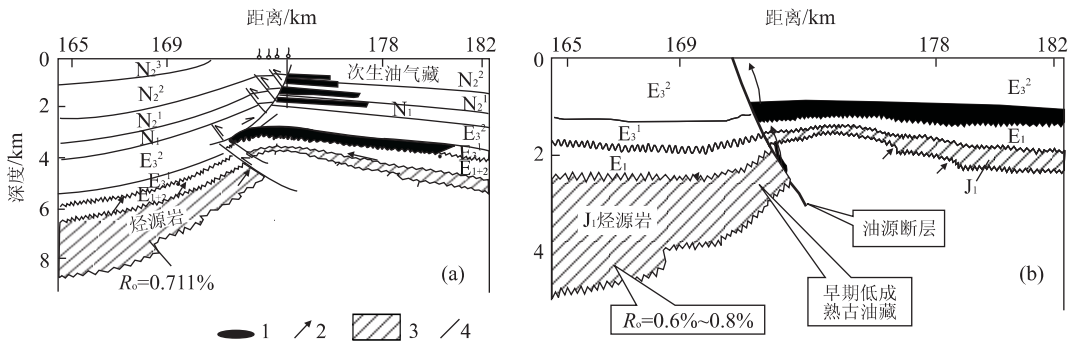 距离/km
165 169 178 182
0
2
4
6
8
深度/km
N₂³
N₂²
N₂¹
N₁
E₃²
E₃¹
E₁₊₂
烃源岩
Rₒ=0.711%
次生油气藏
N₂²
N₂¹
N₁
E₃²
E₃¹
E₁₊₂
(a)
距离/km
165 169 178 182
0
2
4
E₃²
E₃¹
E₁
J₁烃源岩
Rₒ=0.6%~0.8%
E₃²
E₁
J₁
油源断层
早期低成
熟古油藏
(b)
1 2 3 4